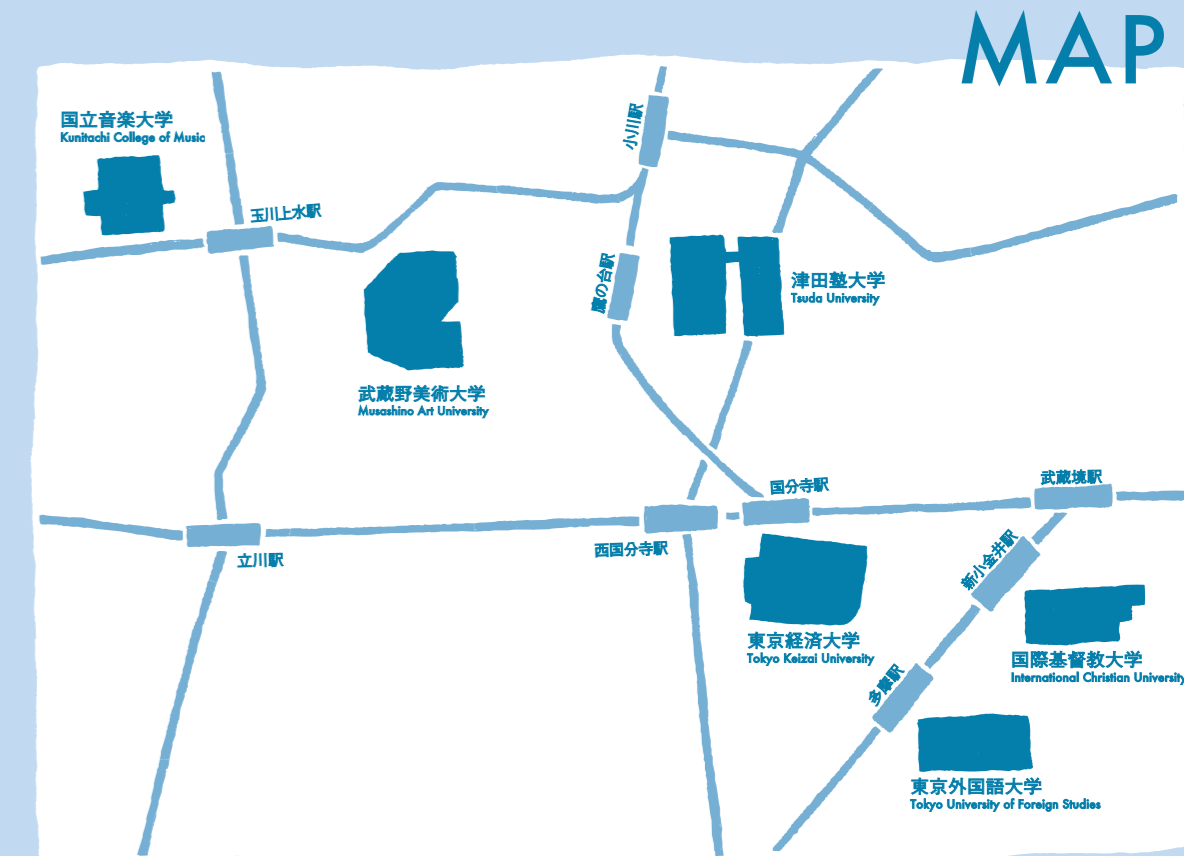 MAP
国立音楽大学
Kunitachi College of Music
小川駅
玉川上水駅
鷹の台駅
津田塾大学
Tsuda University
武蔵野美術大学
Musashino Art University
武蔵境駅
国分寺駅
西国分寺駅
立川駅
新小金井駅
東京経済大学
Tokyo Keizai University
国際基督教大学
International Christian University
多摩駅
東京外国語大学
Tokyo University of Foreign Studies